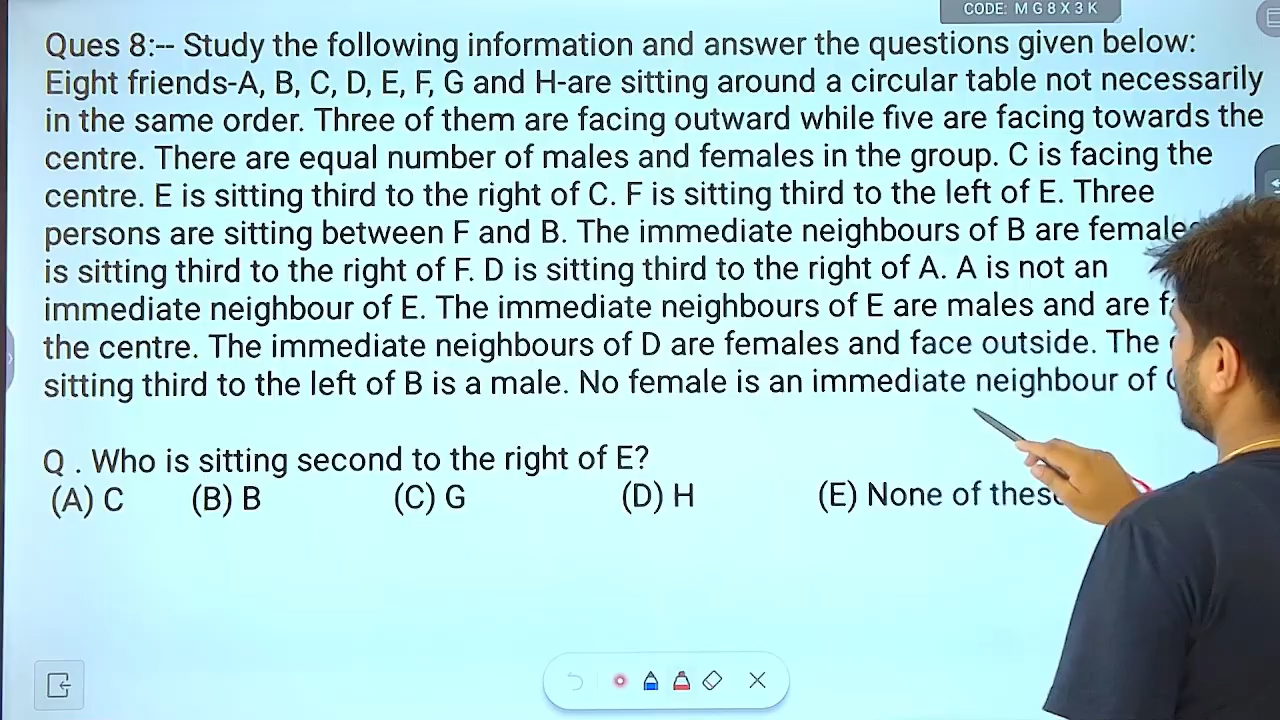 CODE: MG8X3K
Ques 8:-- Study the following information and answer the questions given below:
Eight friends-A, B, C, D, E, F, G and H-are sitting around a circular table not necessarily
in the same order. Three of them are facing outward while five are facing towards the
centre. There are equal number of males and females in the group. C is facing the
centre. E is sitting third to the right of C. F is sitting third to the left of E. Three
persons are sitting between F and B. The immediate neighbours of B are
is sitting third to the right of F. D is sitting third to the right of A. A is not an
immediate neighbour of E. The immediate neighbours of E are males and are
the centre. The immediate neighbours of D are females and face outside. The
sitting third to the left of B is a male. No female is an immediate neighbour of
Q . Who is sitting second to the right of E?
(A) C (B) B (C) G (D) H (E) None of these